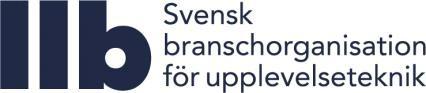 llb
Svensk
branschorganisation
för upplevelseteknik